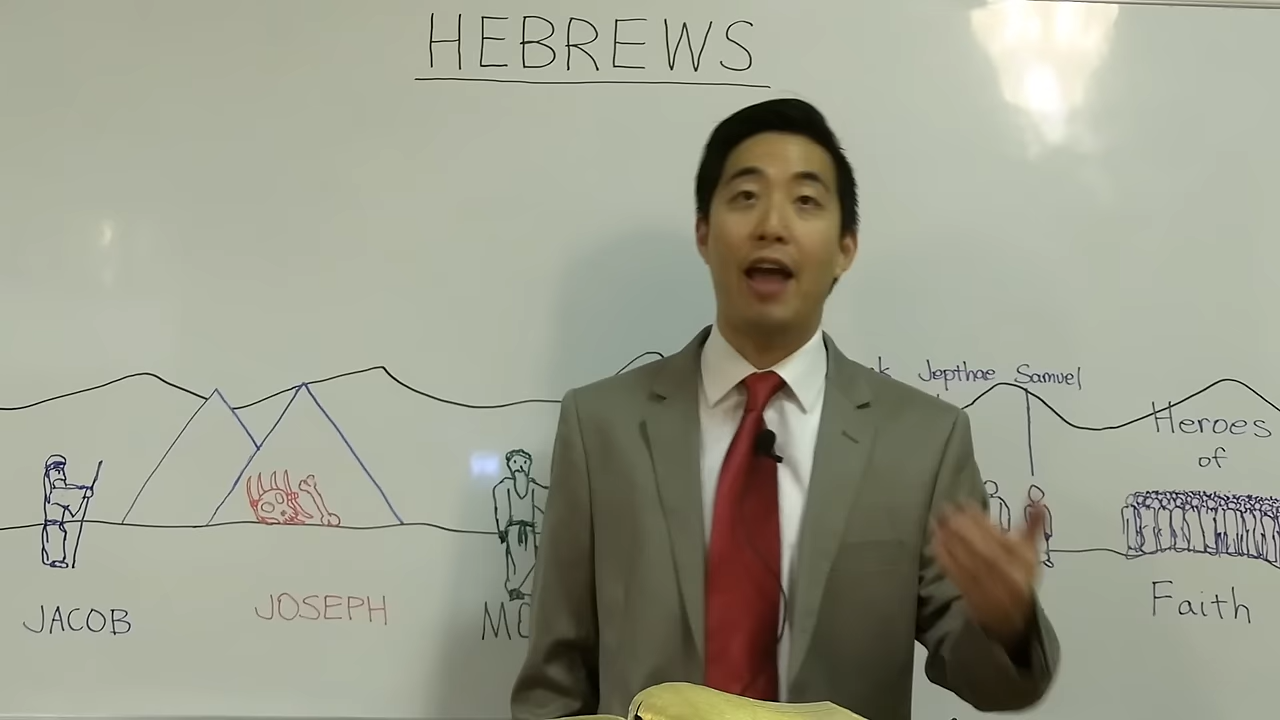 HEBREWS
Jepthae Samuel
Heroes
of
Faith
JACOB
JOSEPH